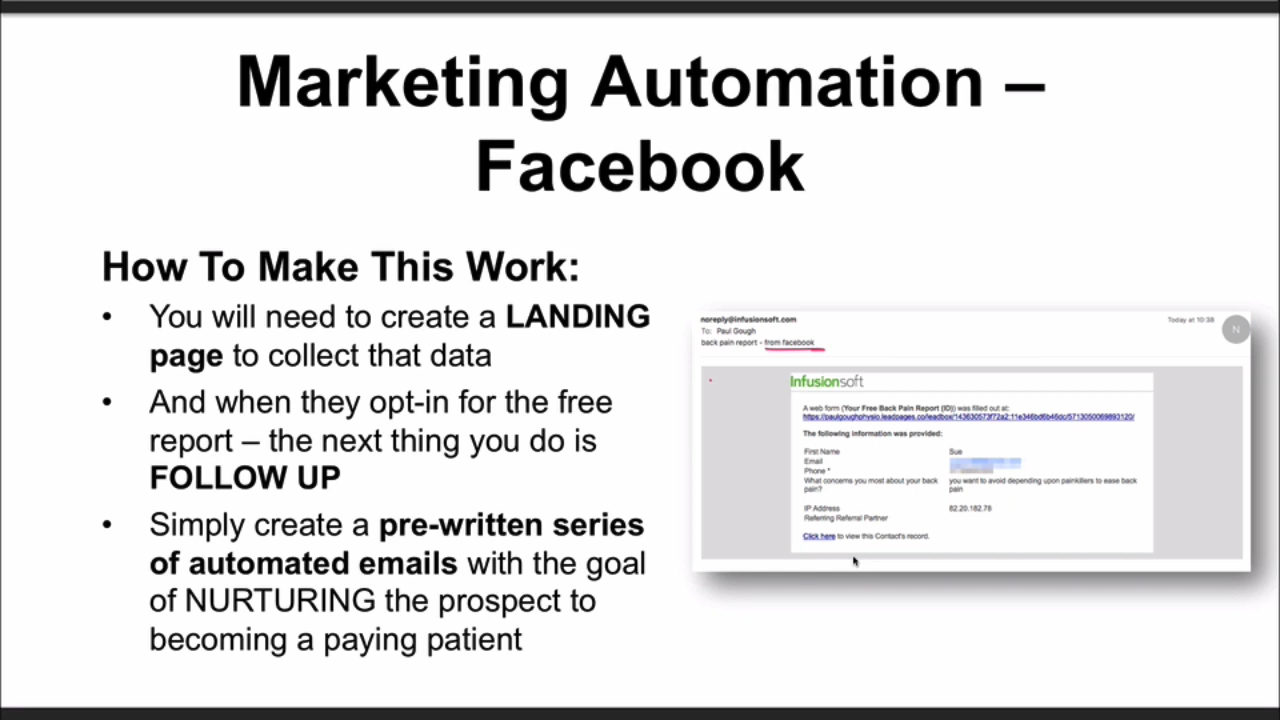 Marketing Automation –
Facebook
How To Make This Work:
• You will need to create a LANDING
page to collect that data
• And when they opt-in for the free
report – the next thing you do is
FOLLOW UP
• Simply create a pre-written series
of automated emails with the goal
of NURTURING the prospect to
becoming a paying patient
noreply@infusionsoft.com
Today at 10:38
N
To: Paul Gough
back pain report - from facebook
Infusionsoft
A web form (Your Free Back Pain Report (ID)) was filled out at:
The following information was provided:
First Name Sue
Email
Phone *
What concerns you most about your back you want to avoid depending upon painkillers to ease back
pain? pain
IP Address 82.20.182.78
Referring Referral Partner
Click here to view this Contact's record.